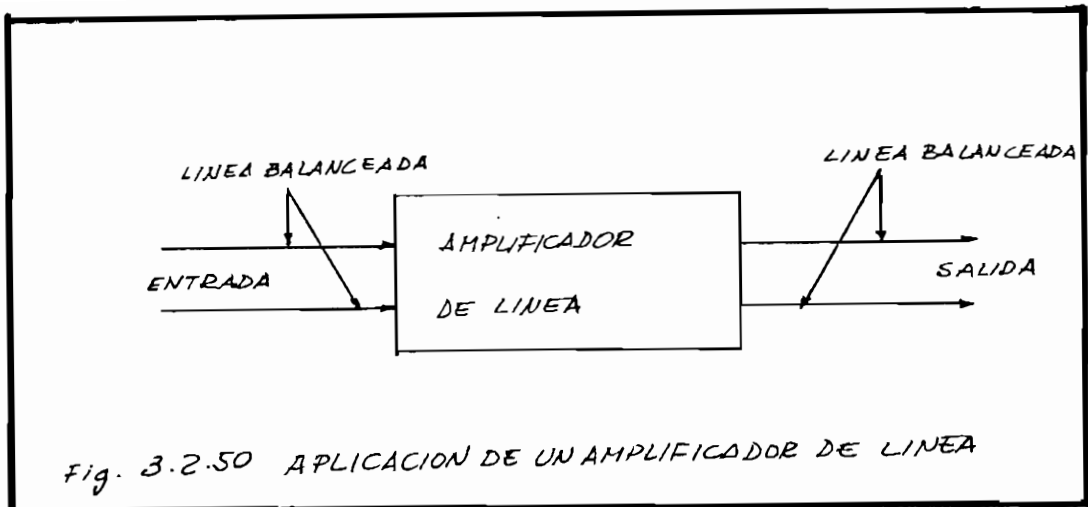 LINEA BALANCEADA
LINEA BALANCEADA
ENTRADA
AMPLIFICADOR
DE LINEA
SALIDA
Fig. 3.2.50 APLICACION DE UN AMPLIFICADOR DE LINEA